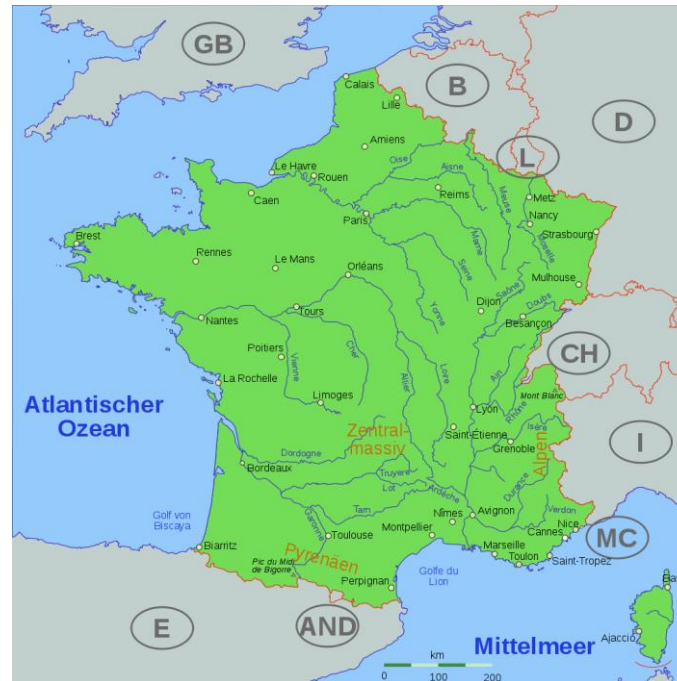 GB
B
D
L
Calais
Lille
Amiens
Oise
Aisne
Le Havre
Rouen
Reims
Meuse
Metz
Caen
Nancy
Paris
Marne
Moselle
Strasbourg
Brest
Rennes
Le Mans
Seine
Orléans
Yonne
Saône
Mulhouse
Dijon
Doubs
Besançon
Nantes
Tours
Cher
Poitiers
Vienne
CH
Ain
La Rochelle
Allier
Loire
Mont Blanc
Limoges
Lyon
Rhône
Atlantischer
Ozean
Zentral-
massiv
Saint-Étienne
Isère
Grenoble
Alpen
I
Dordogne
Bordeaux
Truyere
Lot
Ardèche
Durance
Golf von
Biscaya
Tarn
Garonne
Avignon
Verdon
Nîmes
Nice
Toulouse
Montpellier
Cannes
MC
Biarritz
Pyrenäen
Marseille
Toulon
Saint-Tropez
Pic du Midi
de Bigorre
Golfe du
Lion
Perpignan
Ba
E
AND
Ajaccio
Mittelmeer
km
0 100 200